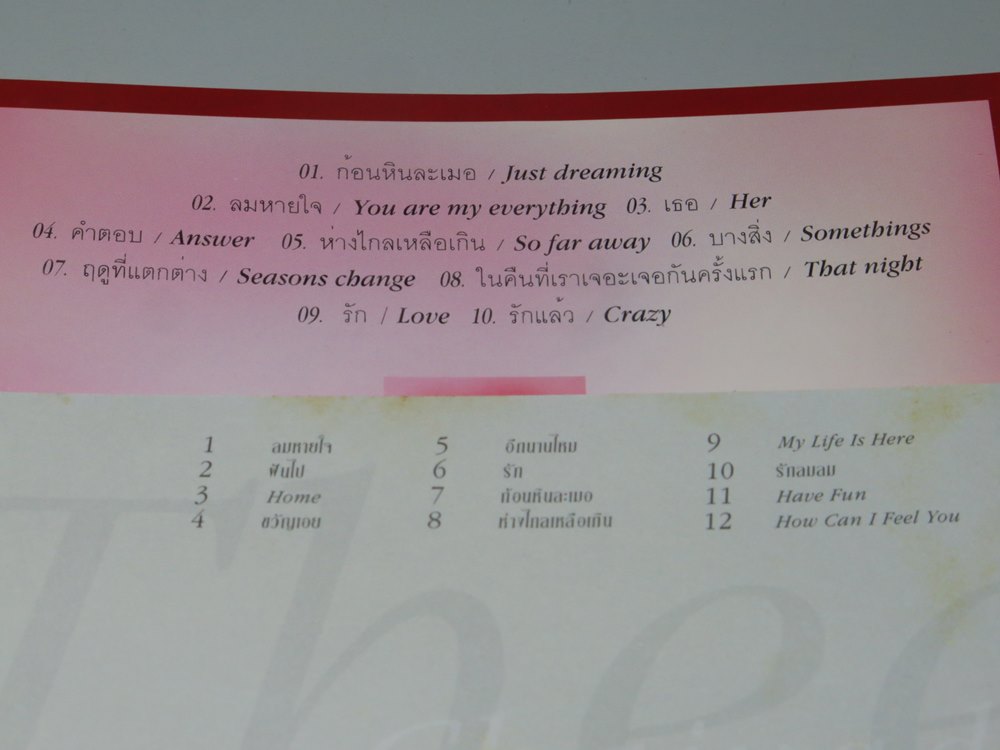 01. ก้อนหินละเมอ / Just dreaming
02. ลมหายใจ / You are my everything 03. เธอ / Her
04. คำตอบ / Answer 05. ห่างไกลเหลือเกิน / So far away 06. บางสิ่ง / Somethings
07. ฤดูที่แตกต่าง / Seasons change 08. ในคืนที่เราเจอะเจอกันครั้งแรก / That night
09. รัก / Love 10. รักแล้ว / Crazy
1 ลมหายใจ 5 อีกนานไหม 9 My Life Is Here
2 ฝันไป 6 รัก 10 รักลมลม
3 Home 7 ก้อนหินละเมอ 11 Have Fun
4 ขวัญเอย 8 ห่างไกลเหลือเกิน 12 How Can I Feel You